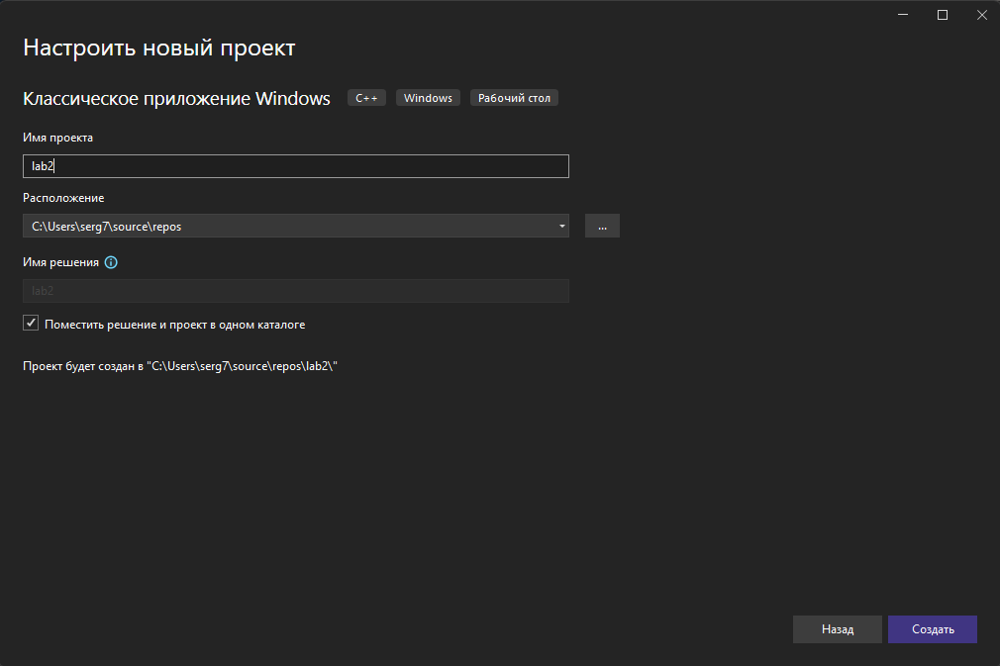 Настроить новый проект
Классическое приложение Windows C++ Windows Рабочий стол
Имя проекта
lab2
Расположение
C:\Users\serg7\source\repos
...
Имя решения
lab2
Поместить решение и проект в одном каталоге
Проект будет создан в "C:\Users\serg7\source\repos\lab2\"
Назад Создать